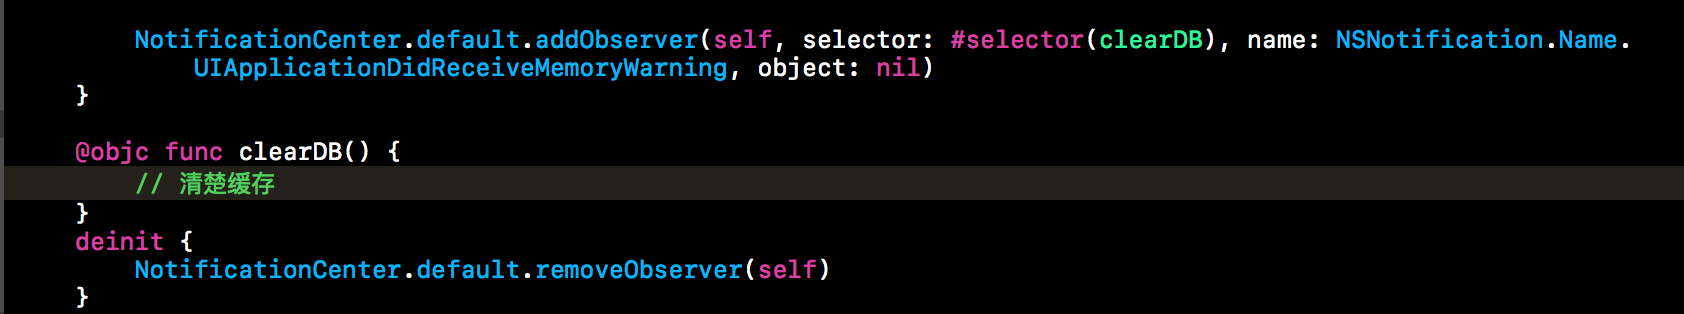 NotificationCenter.default.addObserver(self, selector: #selector(clearDB), name: NSNotification.Name.
UIApplicationDidReceiveMemoryWarning, object: nil)
}
@objc func clearDB() {
// 清楚缓存
}
deinit {
NotificationCenter.default.removeObserver(self)
}